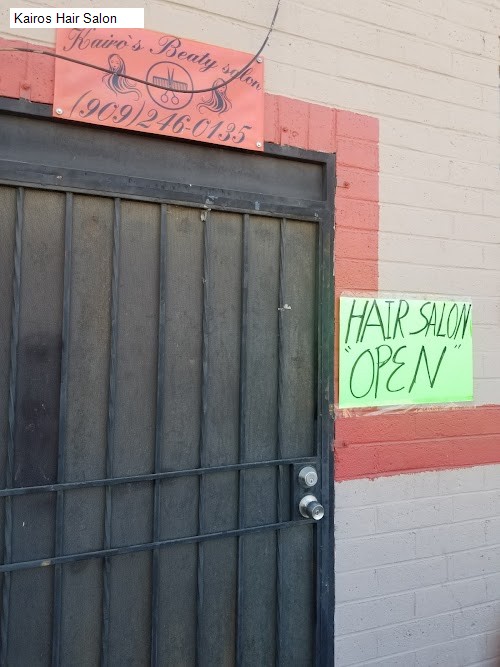 Kairos Hair Salon
Kairo`s Beaty salon
(909)246-0135
HAIR SALON
"OPEN"